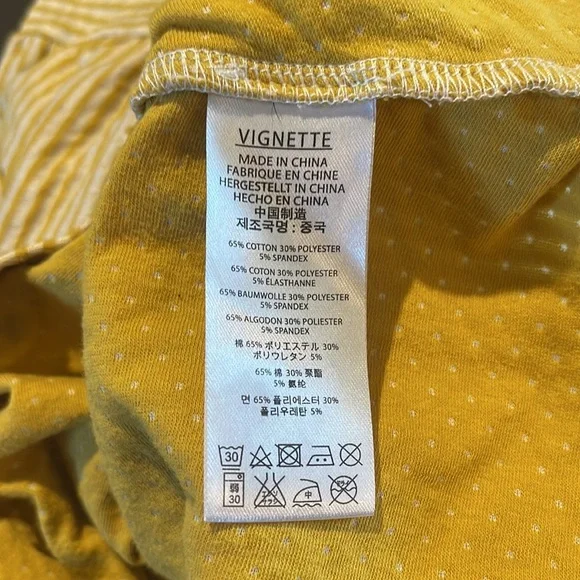 VIGNETTE
MADE IN CHINA
FABRIQUE EN CHINE
HERGESTELLT IN CHINA
HECHO EN CHINA
中国制造
제조국명 : 중국
65% COTTON 30% POLYESTER
5% SPANDEX
65% COTON 30% POLYESTER
5% ÉLASTHANNE
65% BAUMWOLLE 30% POLYESTER
5% SPANDEX
65% ALGODON 30% POLIESTER
5% SPANDEX
棉 65% ポリエステル 30%
ポリウレタン 5%
65% 棉 30% 聚酯
5% 氨纶
면 65% 폴리에스터 30%
폴리우레탄 5%
30
弱 中
30